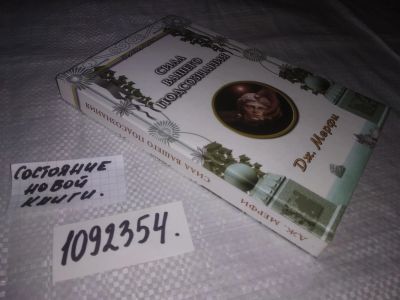 СИЛА
ВАШЕГО
ПОДСОЗНАНИЯ
Дж. Мерфи
ДЖ. МЕРФИ
СИЛА ВАШЕГО ПОДСОЗНАНИЯ
СОСТОЯНИЕ
НОВОЙ
КНИГИ.
1092354.